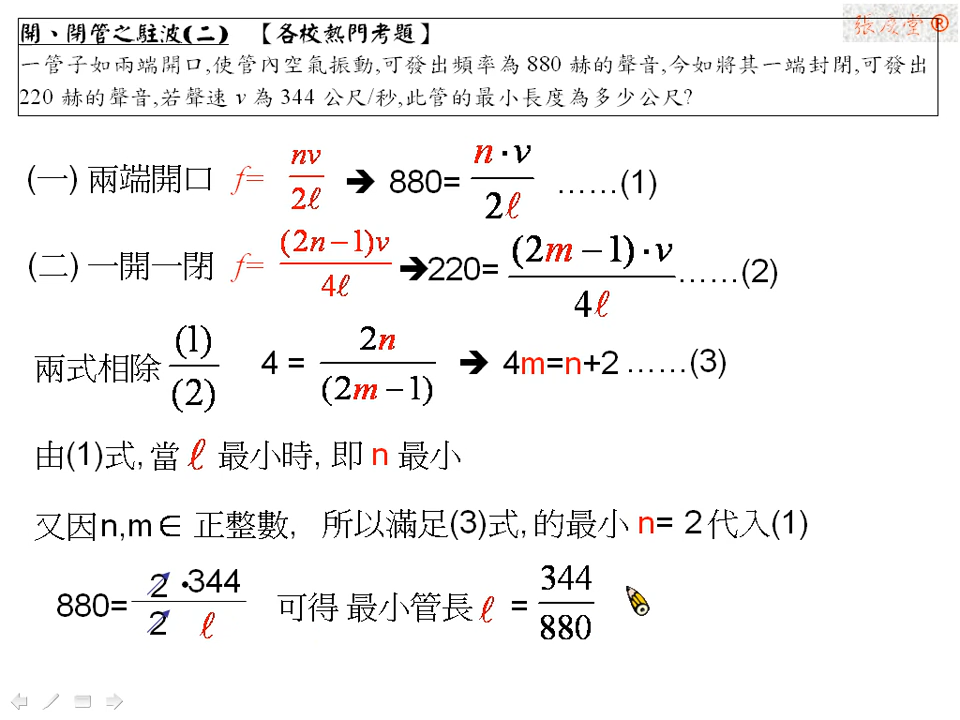 張慶堂®
開、閉管之駐波(二) 【各校熱門考題】
一管子如兩端開口,使管內空氣振動,可發出頻率為 880 赫的聲音,今如將其一端封閉,可發出
220 赫的聲音,若聲速 v 為 344 公尺/秒,此管的最小長度為多少公尺?
(一) 兩端開口 f= nv/2ℓ ➔ 880= n·v/2ℓ ……(1)
(二) 一開一閉 f= (2n−1)v/4ℓ ➔220= (2m−1)·v/4ℓ ……(2)
兩式相除 (1)/(2) 4 = 2n/(2m−1) ➔ 4m=n+2 ……(3)
由(1)式, 當 ℓ 最小時, 即 n 最小
又因n,m∈ 正整數, 所以滿足(3)式, 的最小 n= 2 代入(1)
880= 2·344/2ℓ 可得 最小管長 ℓ = 344/880